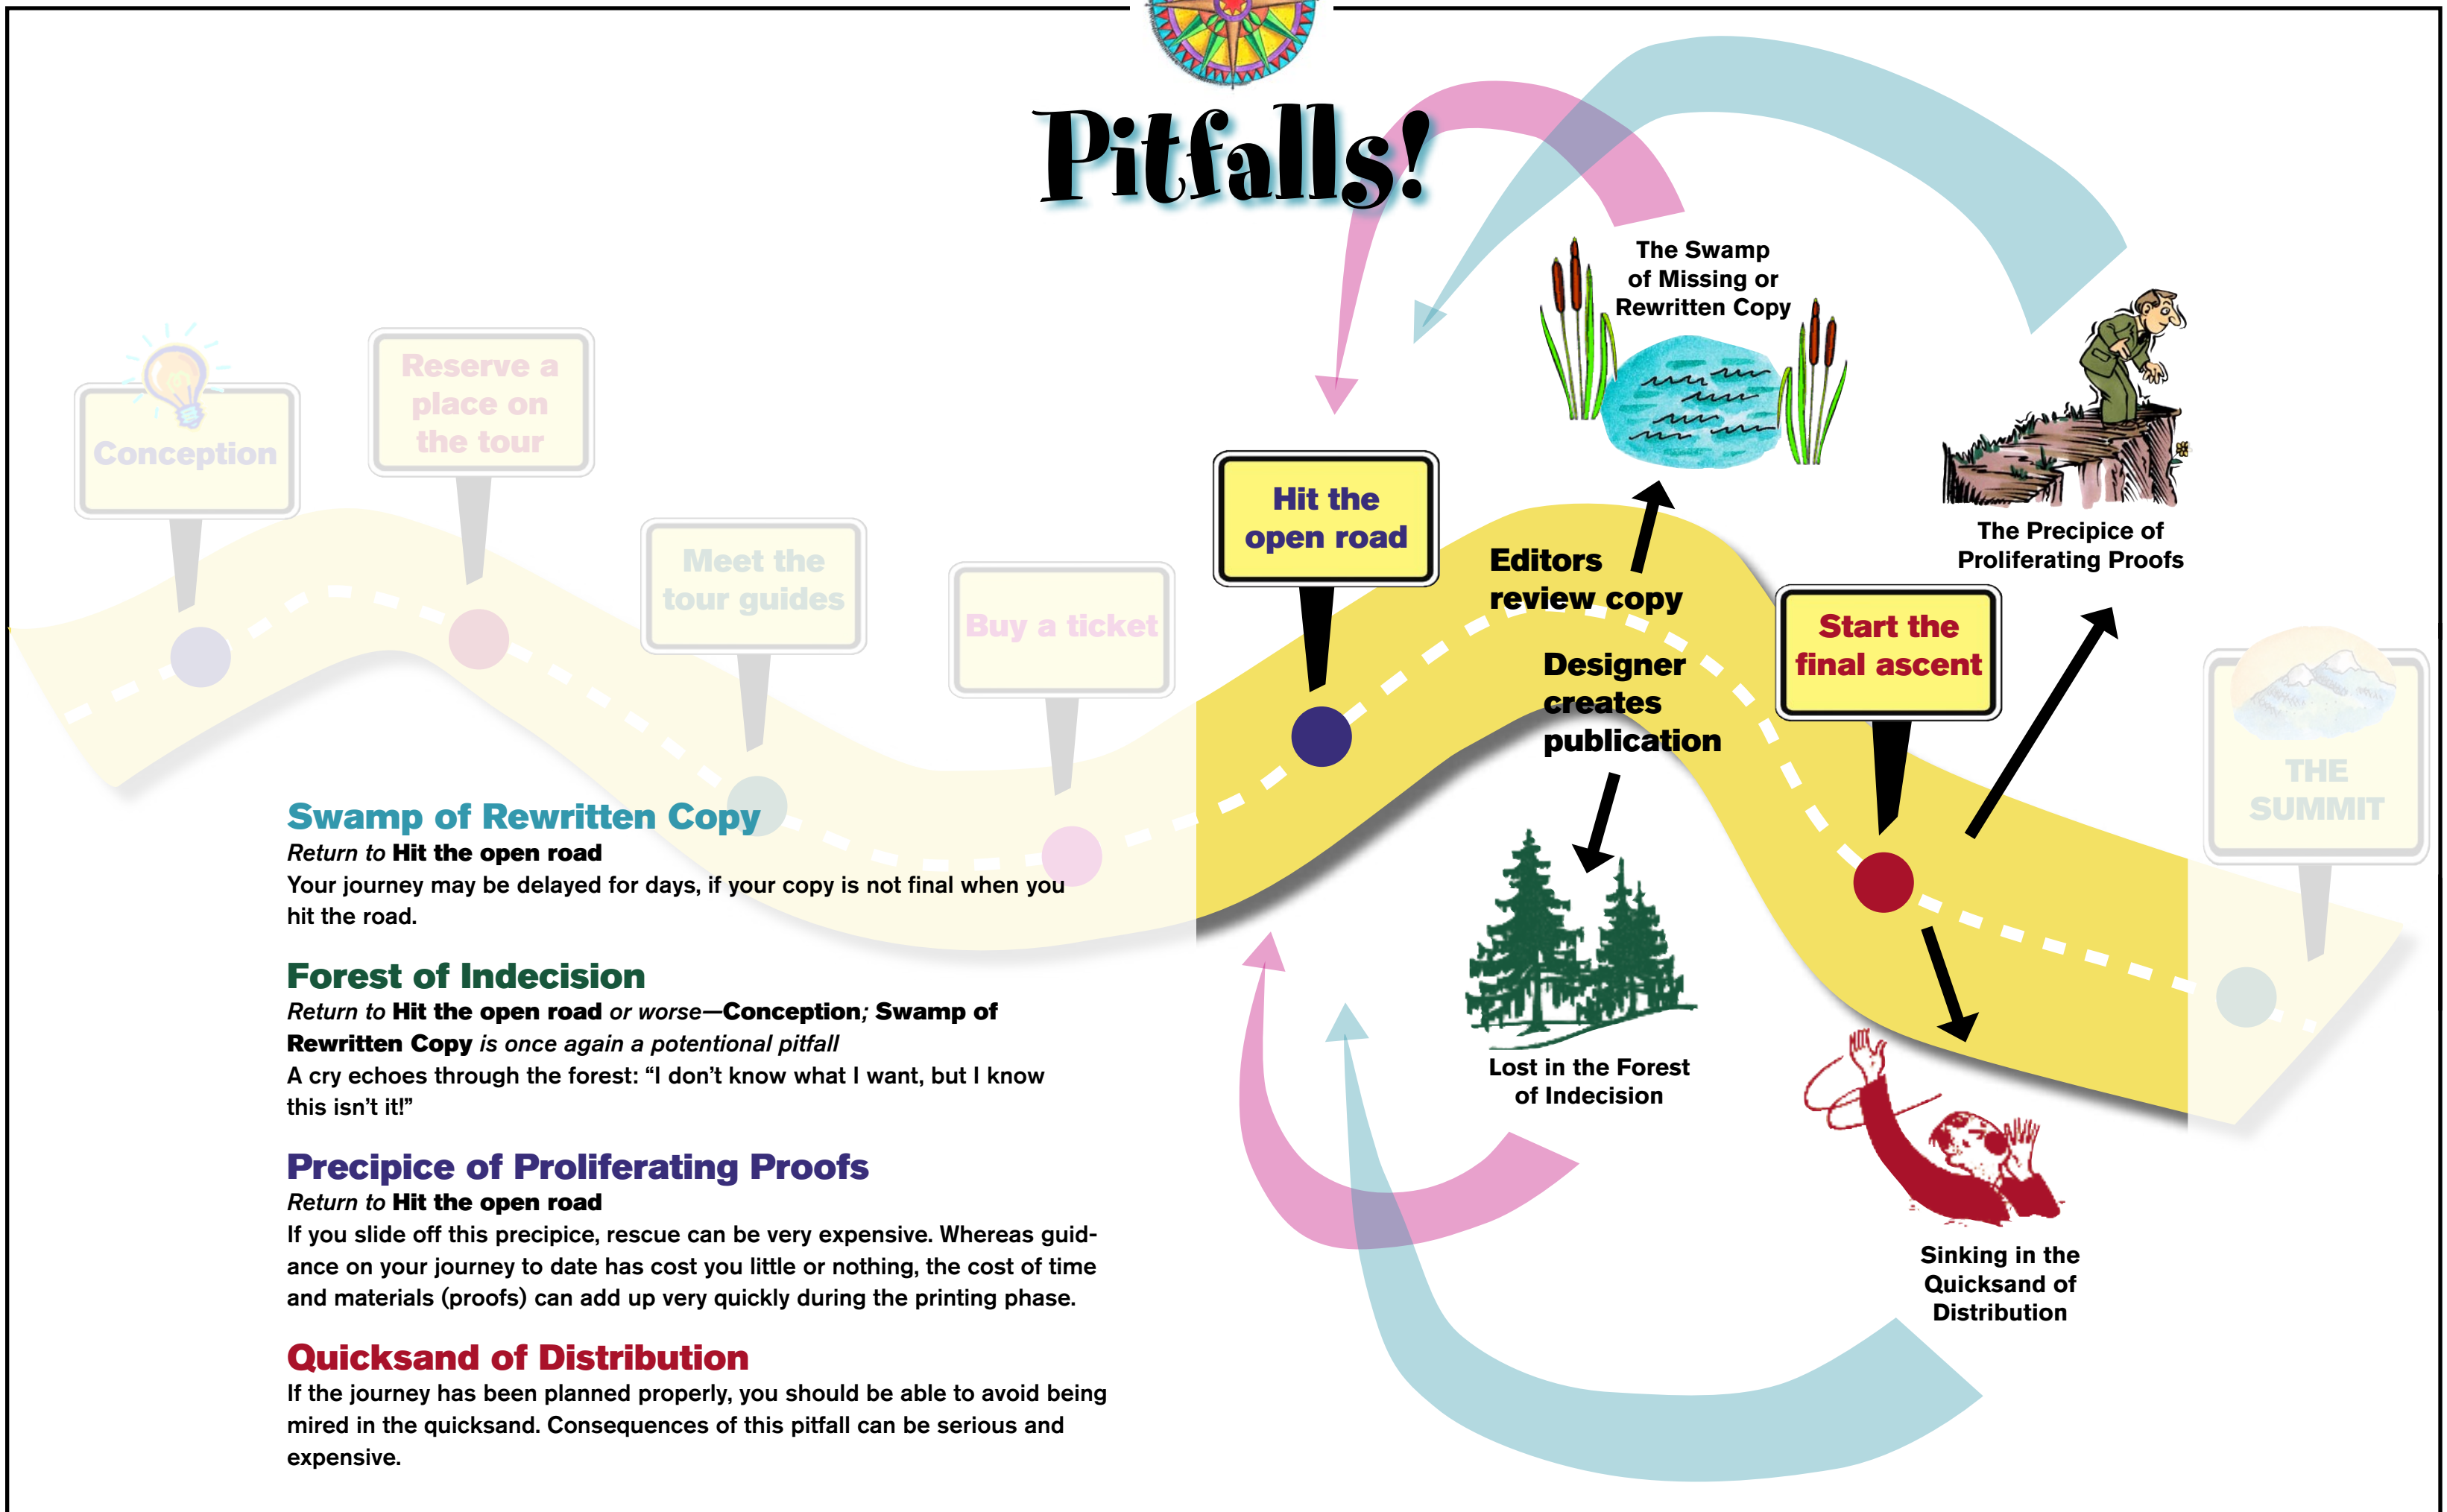 Pitfalls!
The Swamp
of Missing or
Rewritten Copy
Conception
Reserve a
place on
the tour
Meet the
tour guides
Buy a ticket
Hit the
open road
Editors
review copy
Designer
creates
publication
Start the
final ascent
The Precipice of
Proliferating Proofs
THE
SUMMIT
Lost in the Forest
of Indecision
Sinking in the
Quicksand of
Distribution
Swamp of Rewritten Copy
Return to Hit the open road
Your journey may be delayed for days, if your copy is not final when you
hit the road.
Forest of Indecision
Return to Hit the open road or worse—Conception; Swamp of
Rewritten Copy is once again a potential pitfall
A cry echoes through the forest: “I don’t know what I want, but I know
this isn’t it!”
Precipice of Proliferating Proofs
Return to Hit the open road
If you slide off this precipice, rescue can be very expensive. Whereas guid-
ance on your journey to date has cost you little or nothing, the cost of time
and materials (proofs) can add up very quickly during the printing phase.
Quicksand of Distribution
If the journey has been planned properly, you should be able to avoid being
mired in the quicksand. Consequences of this pitfall can be serious and
expensive.